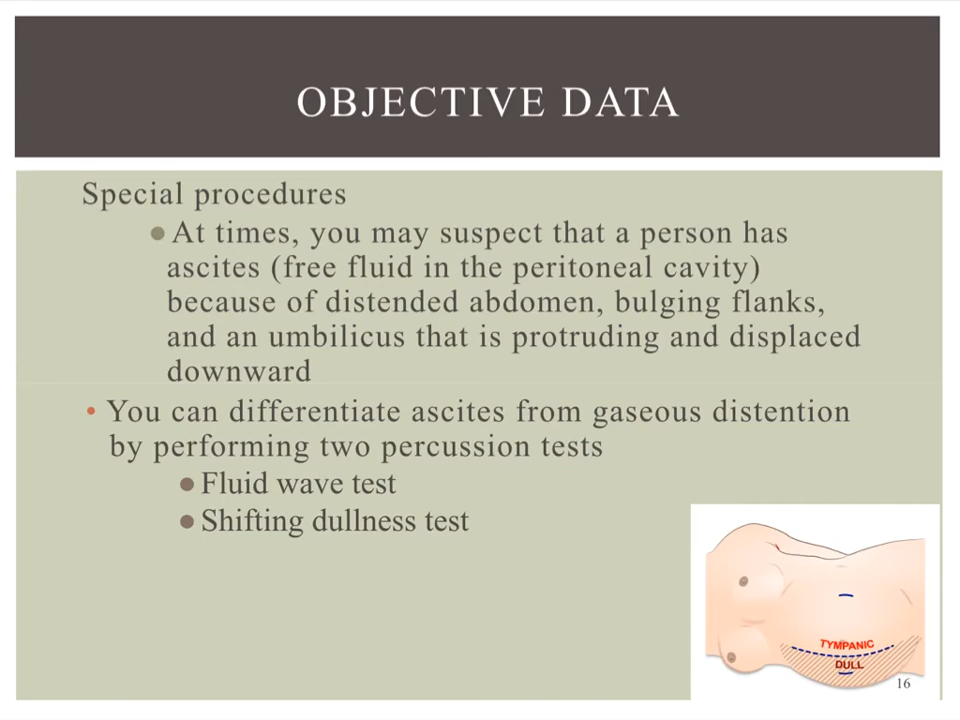 OBJECTIVE DATA
Special procedures
●At times, you may suspect that a person has
ascites (free fluid in the peritoneal cavity)
because of distended abdomen, bulging flanks,
and an umbilicus that is protruding and displaced
downward
• You can differentiate ascites from gaseous distention
by performing two percussion tests
●Fluid wave test
●Shifting dullness test
TYMPANIC
DULL
16